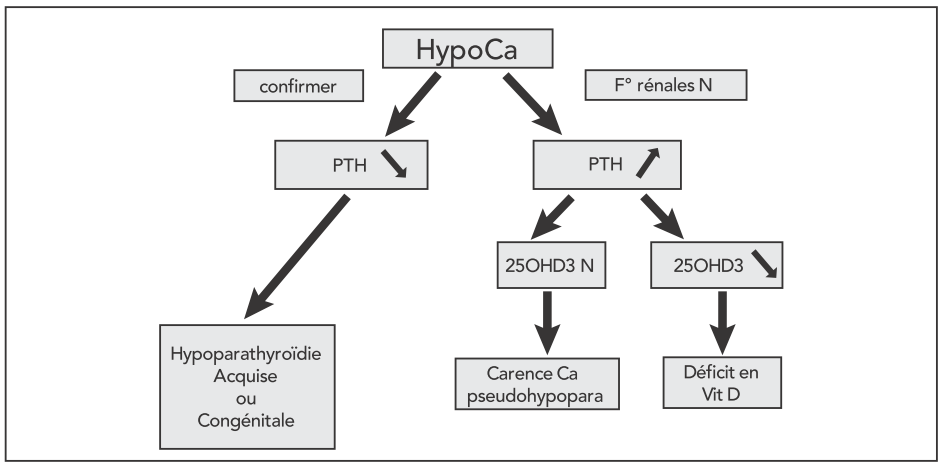 HypoCa
confirmer
F° rénales N
PTH
PTH
25OHD3 N
25OHD3
Hypoparathyroïdie
Acquise
ou
Congénitale
Carence Ca
pseudohypopara
Déficit en
Vit D